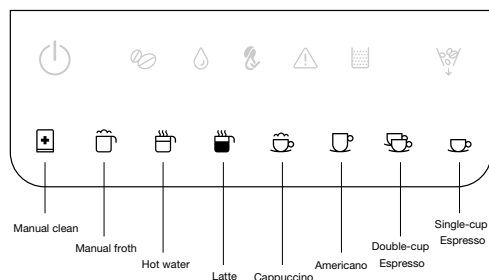 Manual clean
Manual froth
Hot water
Latte
Cappuccino
Americano
Double-cup
Espresso
Single-cup
Espresso